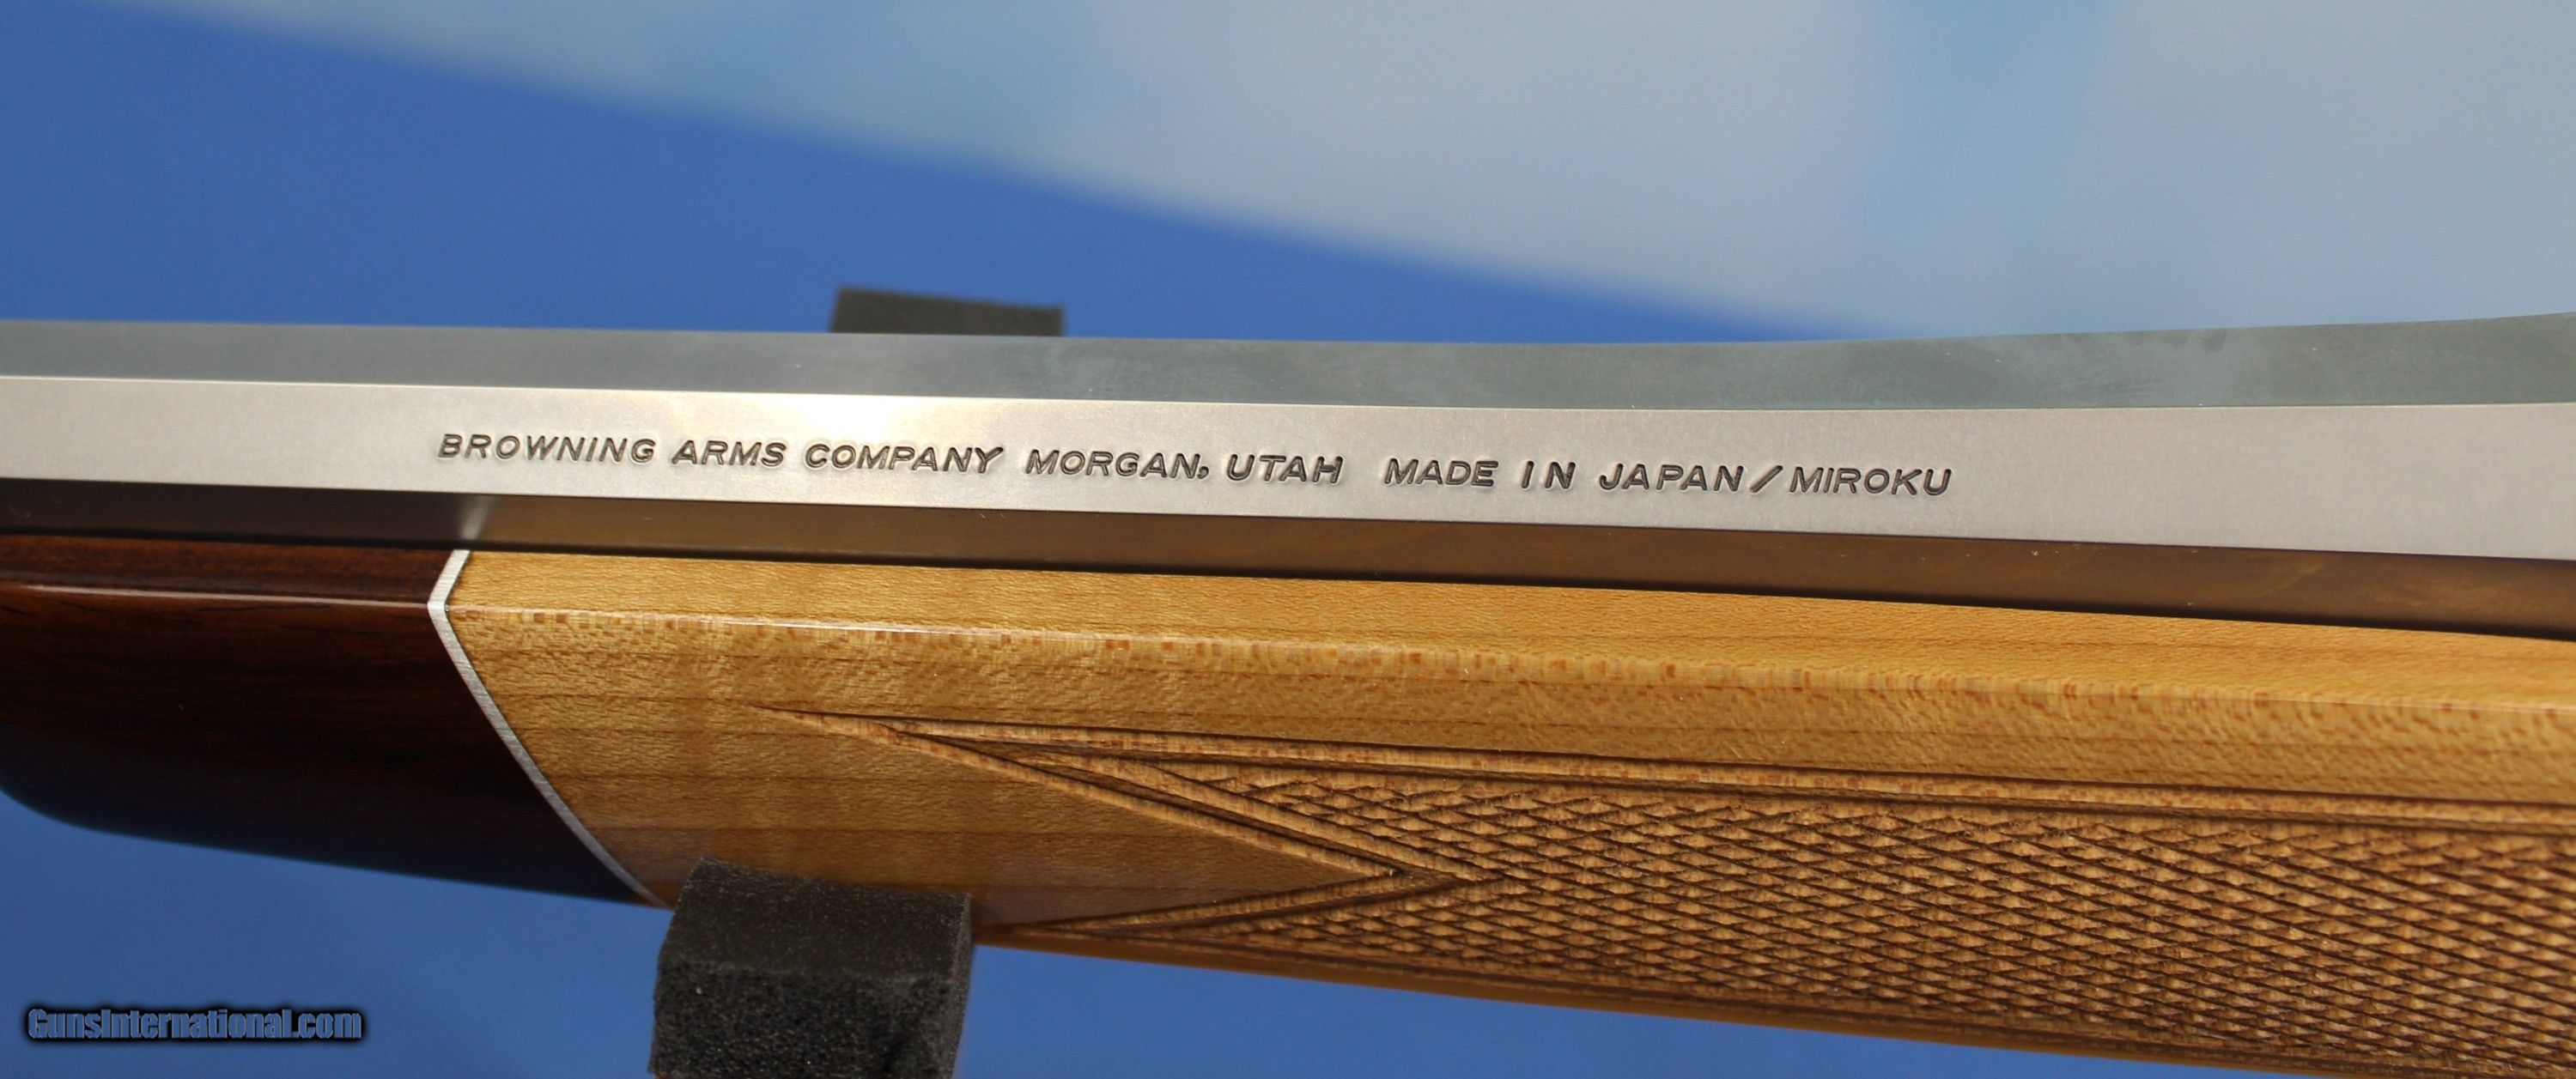 BROWNING ARMS COMPANY MORGAN, UTAH MADE IN JAPAN/MIROKU
GunsInternational.com